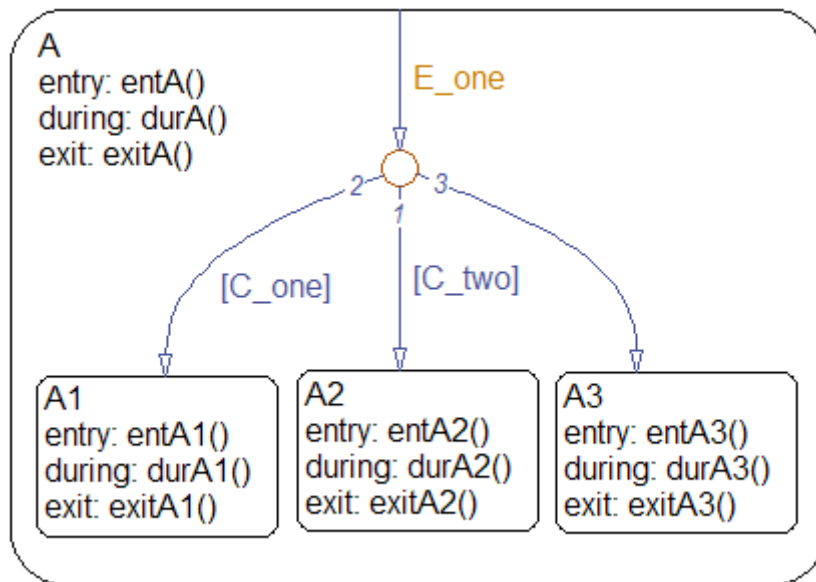 A
entry: entA()
during: durA()
exit: exitA()
E_one
2
1
3
[C_one]
[C_two]
A1
entry: entA1()
during: durA1()
exit: exitA1()
A2
entry: entA2()
during: durA2()
exit: exitA2()
A3
entry: entA3()
during: durA3()
exit: exitA3()